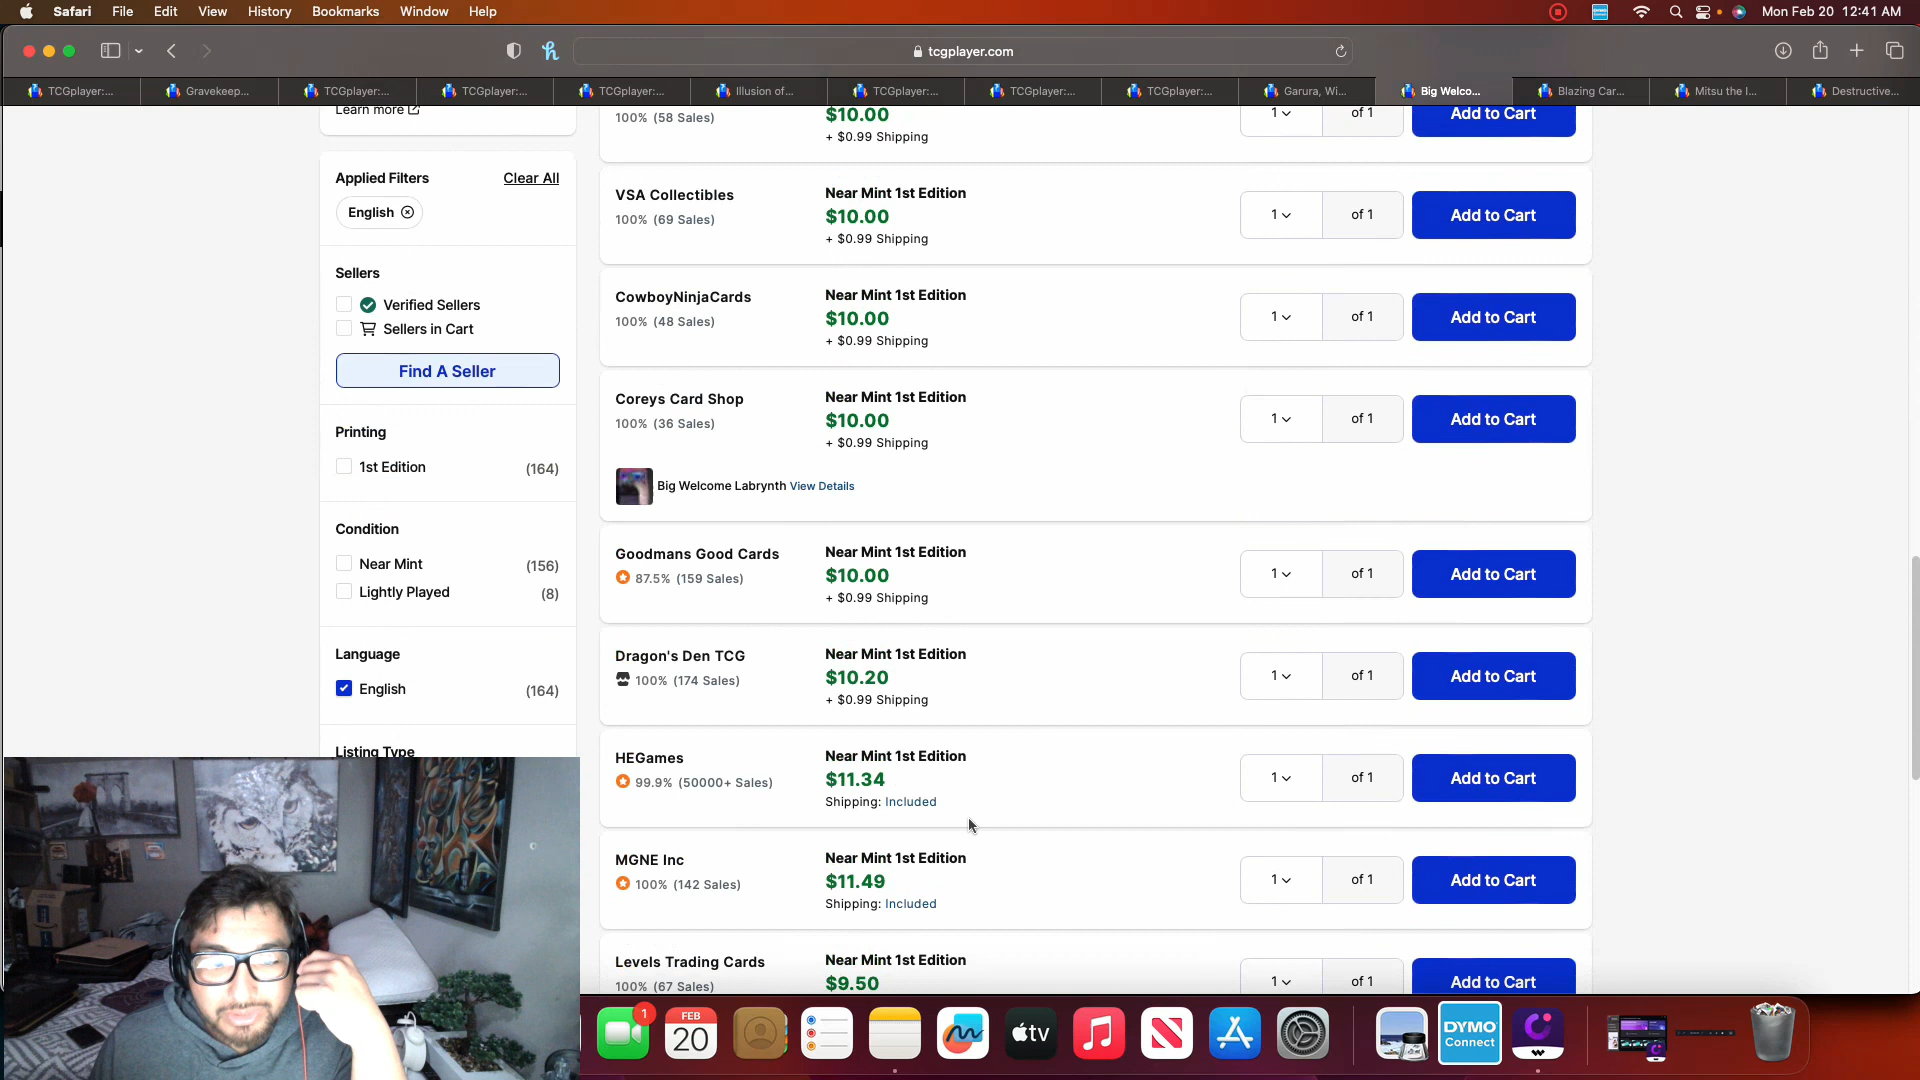 Safari File Edit View History Bookmarks Window Help
Mon Feb 20 12:41 AM
tcgplayer.com
TCGplayer:...
Gravekeep...
TCGplayer:...
TCGplayer:...
TCGplayer:...
Illusion of...
TCGplayer:...
TCGplayer:...
TCGplayer:...
Garura, Wi...
Big Welco...
Blazing Car...
Mitsu the I...
Destructive...
Learn more
Applied Filters
Clear All
English
Sellers
Verified Sellers
Sellers in Cart
Find A Seller
Printing
1st Edition (164)
Condition
Near Mint (156)
Lightly Played (8)
Language
English (164)
Listing Type
100% (58 Sales)
$10.00
+ $0.99 Shipping
1 of 1
Add to Cart
VSA Collectibles
100% (69 Sales)
Near Mint 1st Edition
$10.00
+ $0.99 Shipping
1 of 1
Add to Cart
CowboyNinjaCards
100% (48 Sales)
Near Mint 1st Edition
$10.00
+ $0.99 Shipping
1 of 1
Add to Cart
Coreys Card Shop
100% (36 Sales)
Near Mint 1st Edition
$10.00
+ $0.99 Shipping
1 of 1
Add to Cart
Big Welcome Labrynth View Details
Goodmans Good Cards
87.5% (159 Sales)
Near Mint 1st Edition
$10.00
+ $0.99 Shipping
1 of 1
Add to Cart
Dragon's Den TCG
100% (174 Sales)
Near Mint 1st Edition
$10.20
+ $0.99 Shipping
1 of 1
Add to Cart
HEGames
99.9% (50000+ Sales)
Near Mint 1st Edition
$11.34
Shipping: Included
1 of 1
Add to Cart
MGNE Inc
100% (142 Sales)
Near Mint 1st Edition
$11.49
Shipping: Included
1 of 1
Add to Cart
Levels Trading Cards
100% (67 Sales)
Near Mint 1st Edition
$9.50
1 of 1
Add to Cart
1
FEB
20
tv
DYMO
Connect